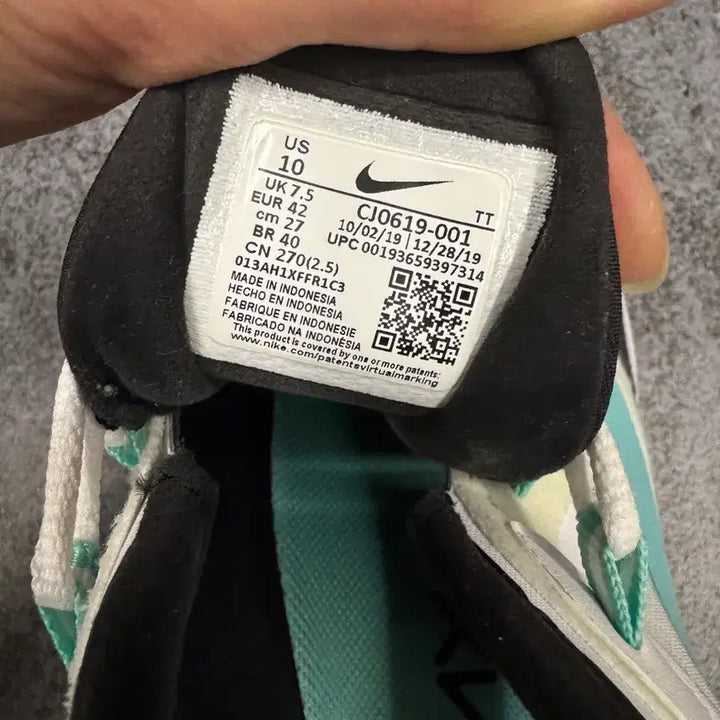 US
10
UK 7.5
EUR 42
cm 27
BR 40
CN 270(2.5)
013AH1XFFR1C3
TT
CJ0619-001
10/02/19 | 12/28/19
UPC 00193659397314
MADE IN INDONESIA
HECHO EN INDONESIA
FABRIQUE EN INDONESIE
FABRICADO NA INDONÉSIA
This product is covered by one or more patents:
www.nike.com/patentsvirtualmarking